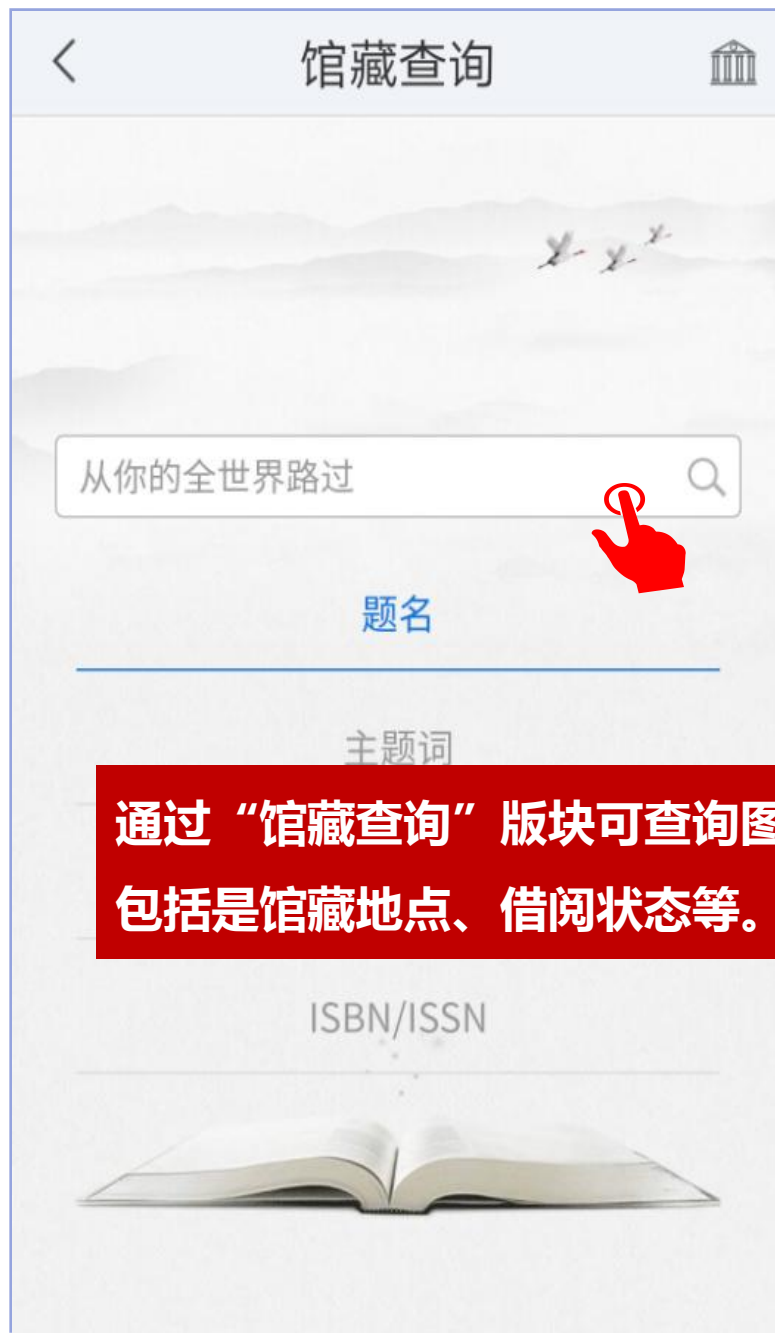 馆藏查询
从你的全世界路过
题名
主题词
通过“馆藏查询”版块可查询图
包括是馆藏地点、借阅状态等。
ISBN/ISSN